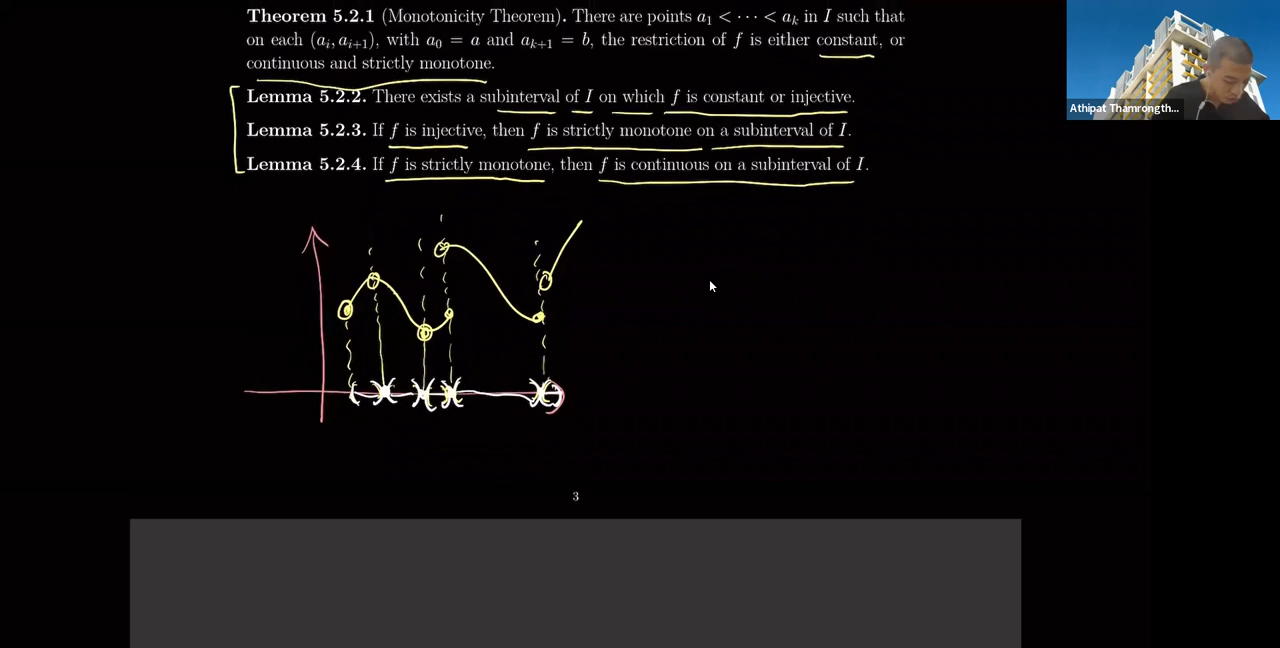 Theorem 5.2.1 (Monotonicity Theorem). There are points a₁ < ⋯ < aₖ in I such that
on each (aᵢ, aᵢ₊₁), with a₀ = a and aₖ₊₁ = b, the restriction of f is either constant, or
continuous and strictly monotone.
Lemma 5.2.2. There exists a subinterval of I on which f is constant or injective.
Lemma 5.2.3. If f is injective, then f is strictly monotone on a subinterval of I.
Lemma 5.2.4. If f is strictly monotone, then f is continuous on a subinterval of I.
Athipat Thamrongth...
3